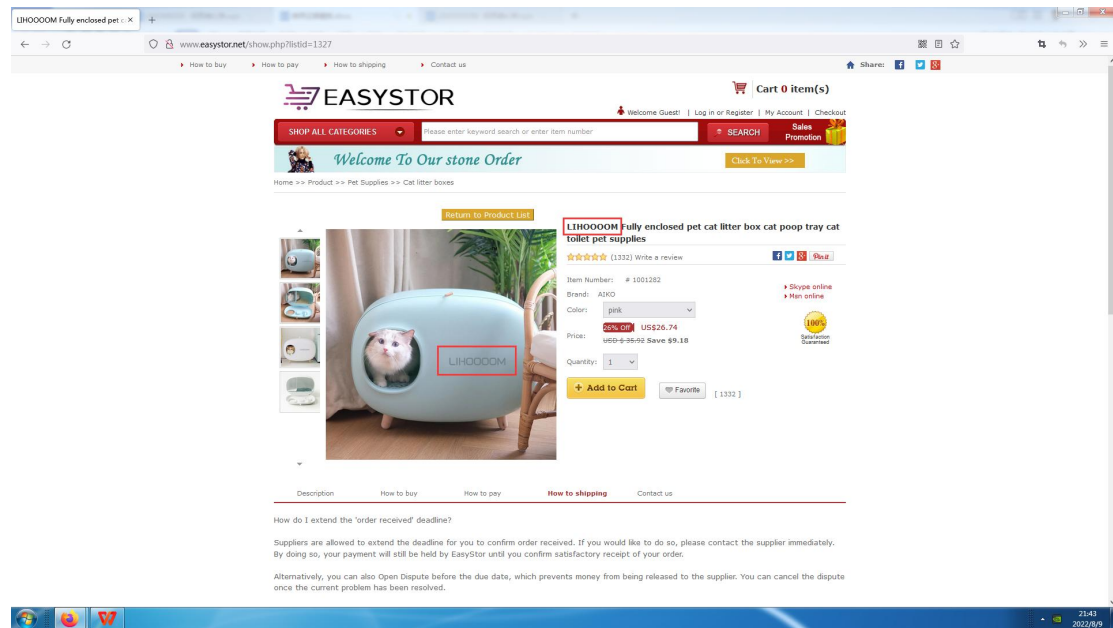 LIHOOOOM Fully enclosed pet c
www.easystor.net/show.php?listid=1327
How to buy
How to pay
How to shipping
Contact us
Share:
EASYSTOR
Cart 0 item(s)
Welcome Guest! | Log in or Register | My Account | Checkout
SHOP ALL CATEGORIES
Please enter keyword search or enter item number
SEARCH
Sales
Promotion
Welcome To Our stone Order
Click To View >>
Home >> Product >> Pet Supplies >> Cat litter boxes
Return to Product List
LIHOOOOM Fully enclosed pet cat litter box cat poop tray cat
toilet pet supplies
(1332) Write a review
Pin it
Item Number: # 1001282
Skype online
Brand: AIKO
Msn online
Color: pink
26% Off US$26.74
Price:
USD $ 35.92 Save $9.18
100%
Satisfaction
Guaranteed
LIHOOOOM
Quantity: 1
+ Add to Cart
Favorite
[ 1332 ]
Description
How to buy
How to pay
How to shipping
Contact us
How do I extend the 'order received' deadline?
Suppliers are allowed to extend the deadline for you to confirm order received. If you would like to do so, please contact the supplier immediately.
By doing so, your payment will still be held by EasyStor until you confirm satisfactory receipt of your order.
Alternatively, you can also Open Dispute before the due date, which prevents money from being released to the supplier. You can cancel the dispute
once the current problem has been resolved.
21:43
2022/8/9